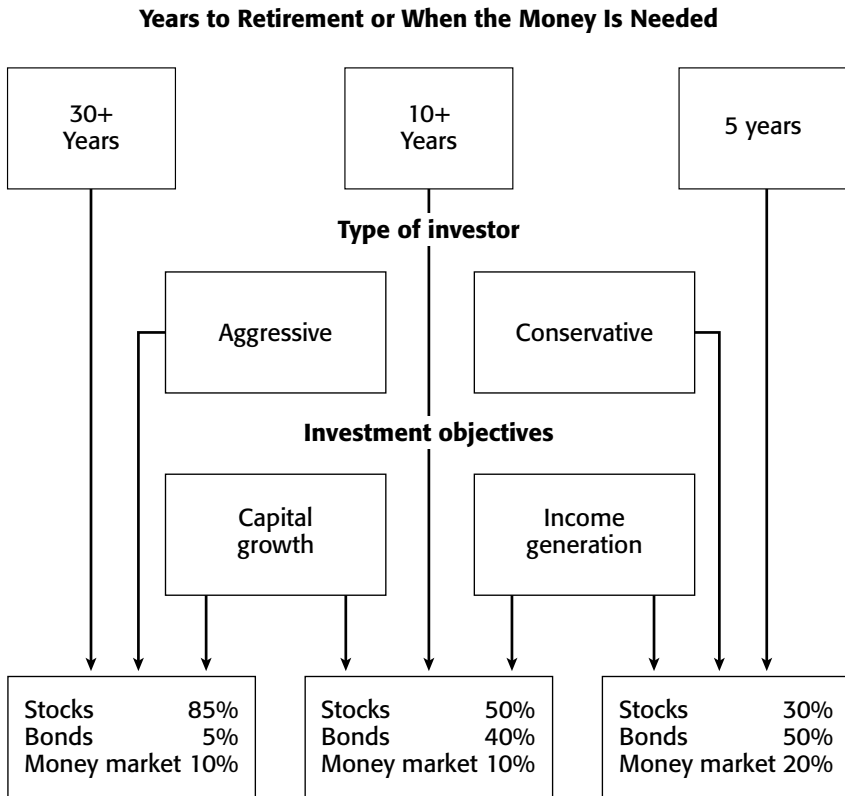 Years to Retirement or When the Money Is Needed
30+
Years
10+
Years
5 years
Type of investor
Aggressive
Conservative
Investment objectives
Capital
growth
Income
generation
Stocks 85%
Bonds 5%
Money market 10%
Stocks 50%
Bonds 40%
Money market 10%
Stocks 30%
Bonds 50%
Money market 20%